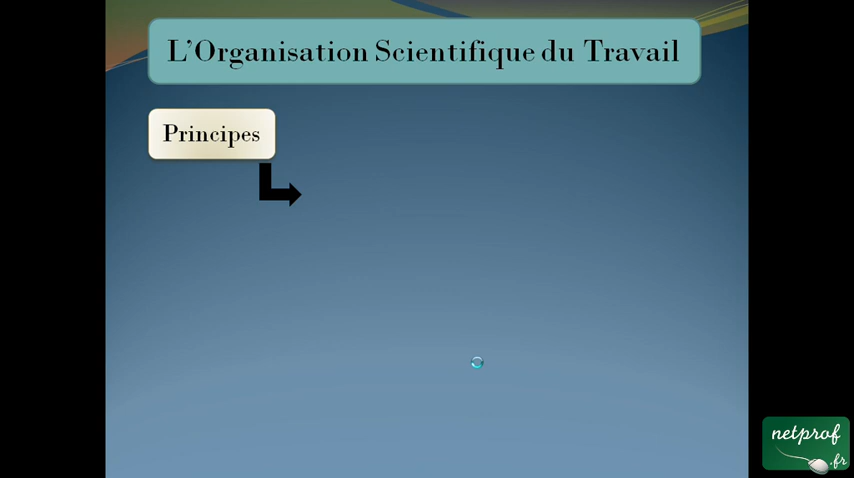 L’Organisation Scientifique du Travail
Principes
netprof
.fr